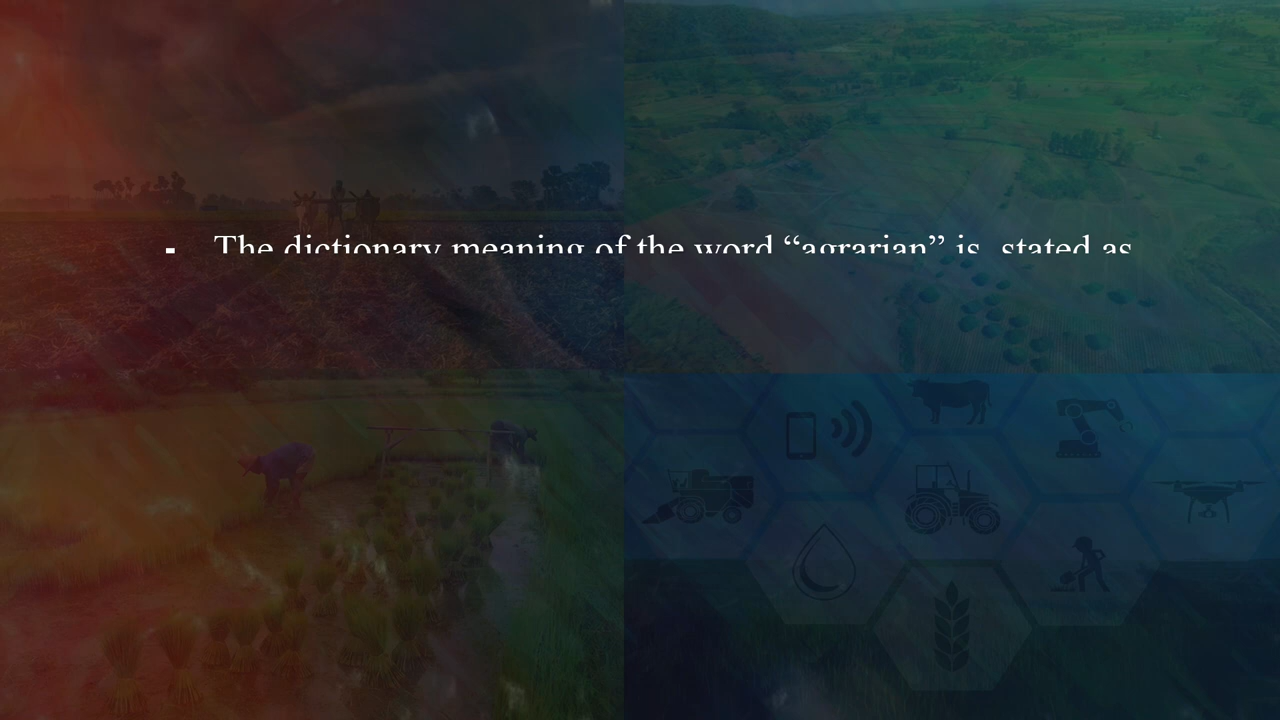 ▪ The dictionary meaning of the word “agrarian” is  stated as